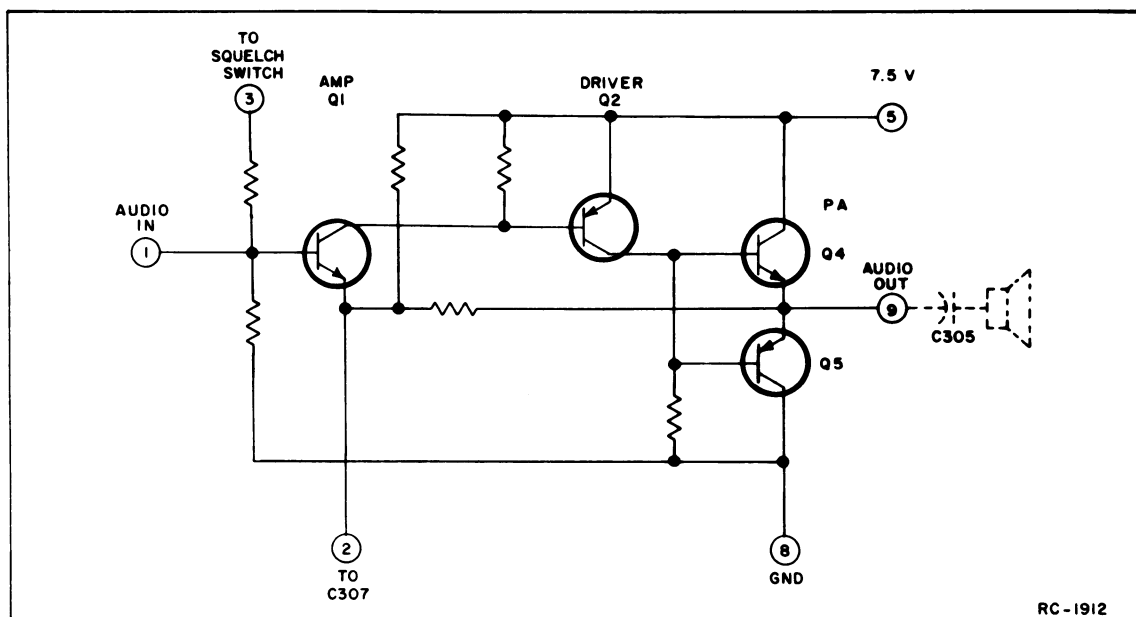 TO
SQUELCH
SWITCH
3
AMP
Q1
DRIVER
Q2
7.5 V
5
AUDIO
IN
1
PA
Q4
AUDIO
OUT
9
C305
Q5
2
TO
C307
8
GND
RC-1912